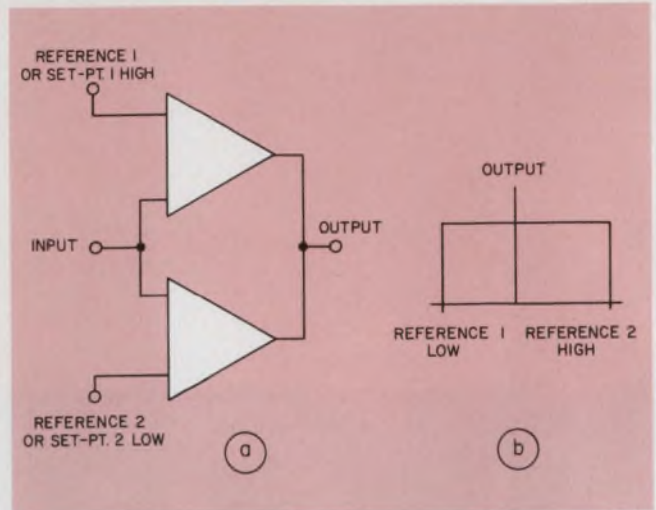 REFERENCE 1
OR SET-PT. 1 HIGH
INPUT
OUTPUT
REFERENCE 2
OR SET-PT. 2 LOW
a
OUTPUT
REFERENCE 1
LOW
REFERENCE 2
HIGH
b